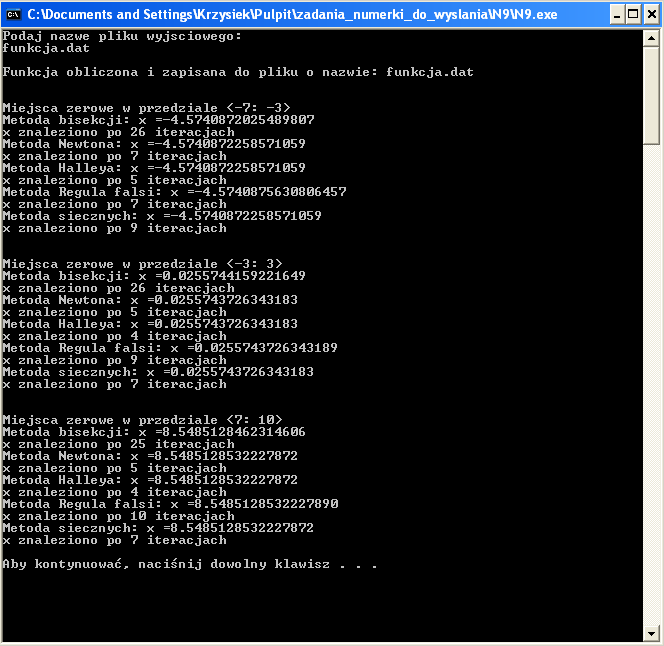 C:\Documents and Settings\Krzysiek\Pulpit\zadania_numerki_do_wyslania\N9\N9.exe
Podaj nazwe pliku wyjsciowego:
funkcja.dat
Funkcja obliczona i zapisana do pliku o nazwie: funkcja.dat
Miejsca zerowe w przedziale <-7: -3>
Metoda bisekcji: x =-4.5740872025489807
x znaleziono po 26 iteracjach
Metoda Newtona: x =-4.5740872258571059
x znaleziono po 7 iteracjach
Metoda Halleya: x =-4.5740872258571059
x znaleziono po 5 iteracjach
Metoda Regula falsi: x =-4.5740875630806457
x znaleziono po 7 iteracjach
Metoda siecznych: x =-4.5740872258571059
x znaleziono po 9 iteracjach
Miejsca zerowe w przedziale <-3: 3>
Metoda bisekcji: x =0.0255744159221649
x znaleziono po 26 iteracjach
Metoda Newtona: x =0.0255743726343183
x znaleziono po 5 iteracjach
Metoda Halleya: x =0.0255743726343183
x znaleziono po 4 iteracjach
Metoda Regula falsi: x =0.0255743726343189
x znaleziono po 9 iteracjach
Metoda siecznych: x =0.0255743726343183
x znaleziono po 7 iteracjach
Miejsca zerowe w przedziale <7: 10>
Metoda bisekcji: x =8.5485128462314606
x znaleziono po 25 iteracjach
Metoda Newtona: x =8.5485128532227872
x znaleziono po 5 iteracjach
Metoda Halleya: x =8.5485128532227872
x znaleziono po 4 iteracjach
Metoda Regula falsi: x =8.5485128532227890
x znaleziono po 10 iteracjach
Metoda siecznych: x =8.5485128532227872
x znaleziono po 7 iteracjach
Aby kontynuować, naciśnij dowolny klawisz . . .